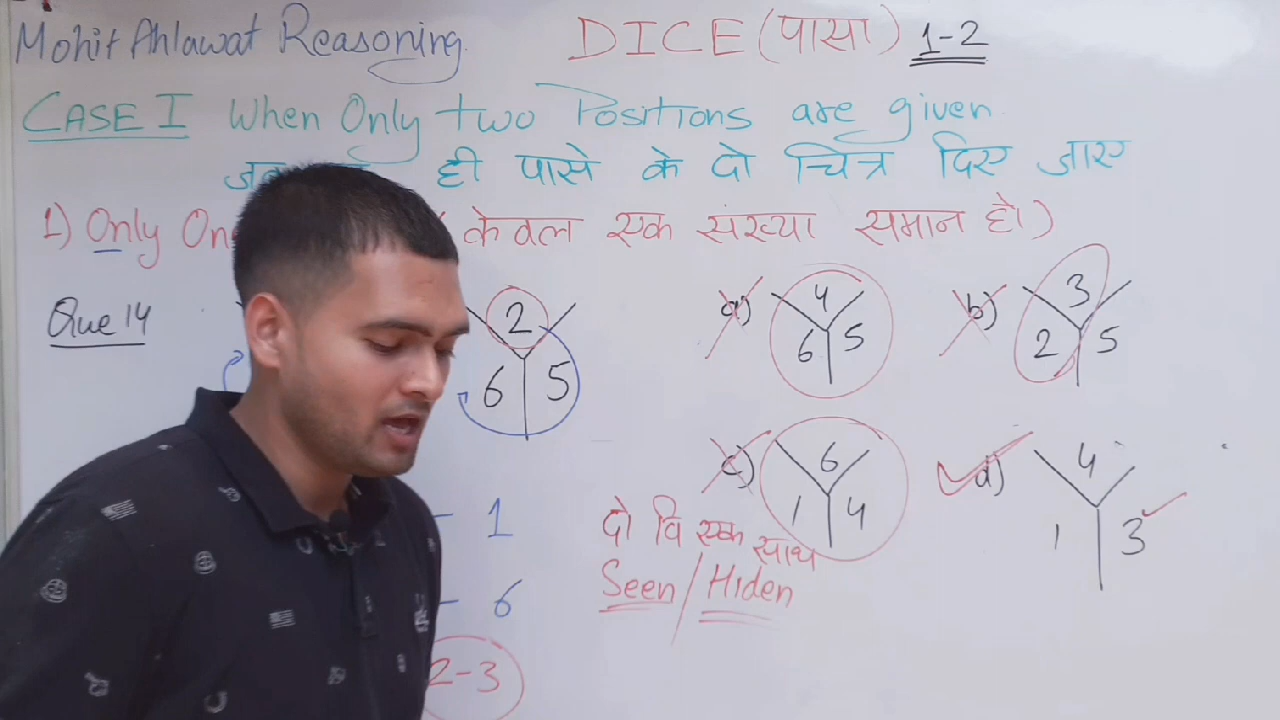 Mohit Ahlawat Reasoning DICE (पासा) 1-2
CASE I When Only two Positions are given
ही पासे के दो चित्र दिए जाए
1) Only On ( केवल एक संख्या समान हो)
Que 14
2
6 5
a) 4
6 5
b) 3
2 5
c) 6
1 4
d) 4
1 3
- 1
- 6
2-3
दो वि एक साथ
Seen/Hiden